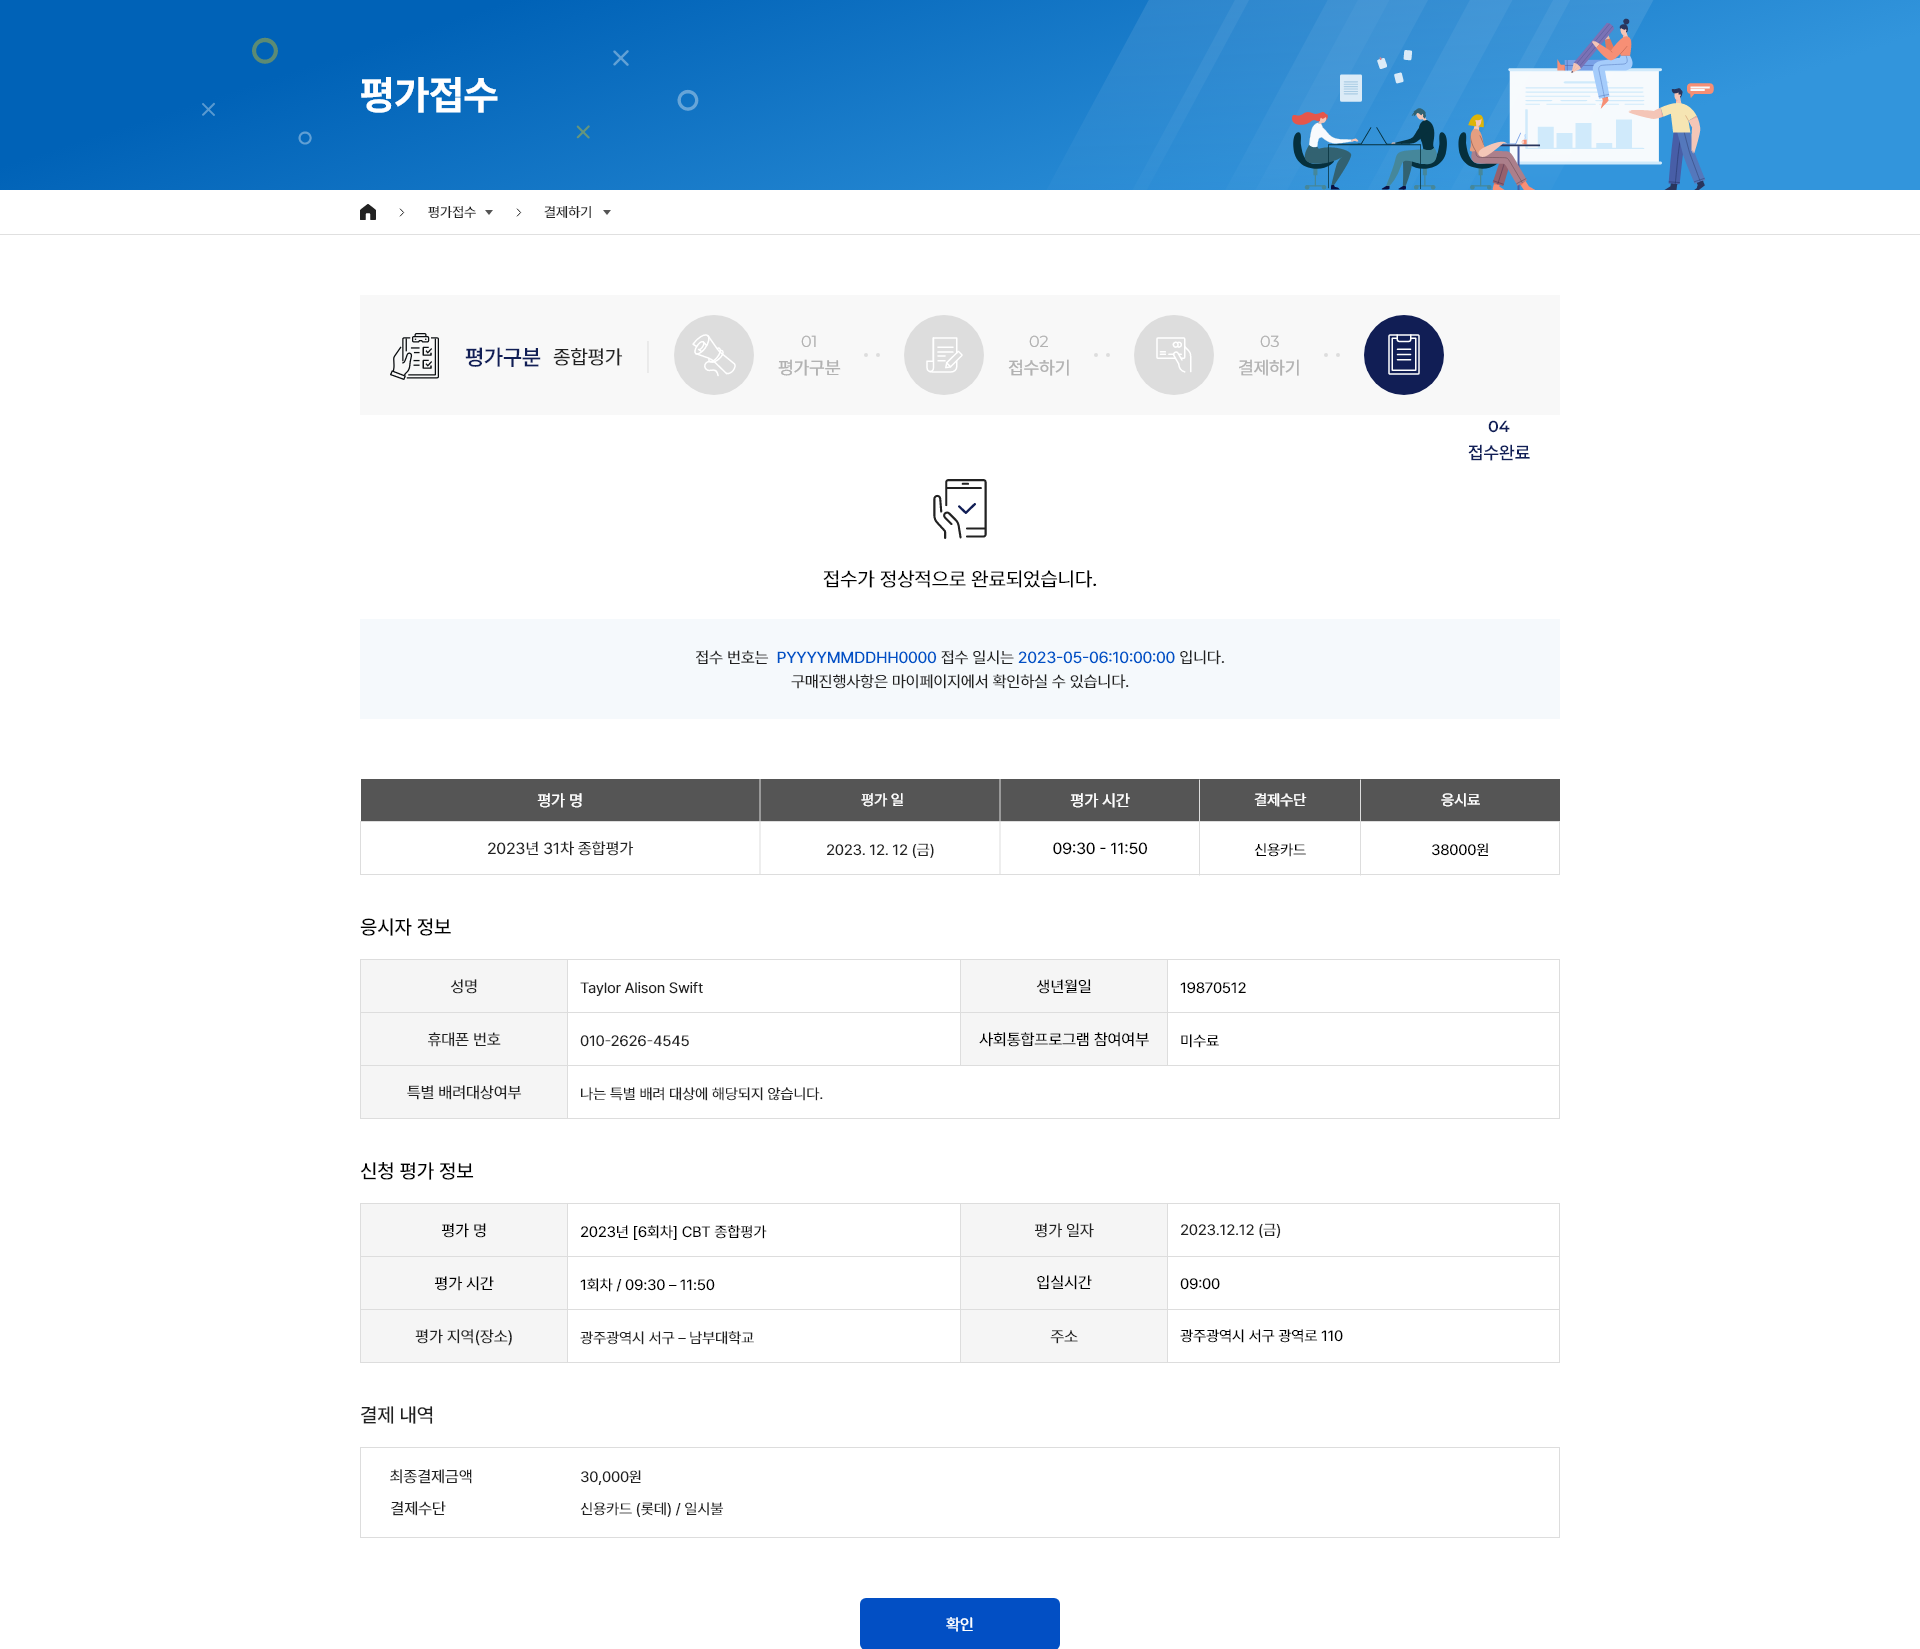 평가접수
평가접수
결제하기
평가구분 종합평가
01
평가구분
02
접수하기
03
결제하기
04
접수완료
접수가 정상적으로 완료되었습니다.
접수 번호는 PYYYYMMDDHH0000 접수 일시는 2023-05-06:10:00:00 입니다.
구매진행사항은 마이페이지에서 확인하실 수 있습니다.
평가 명 평가 일 평가 시간 결제수단 응시료
2023년 31차 종합평가 2023. 12. 12 (금) 09:30 - 11:50 신용카드 38000원
응시자 정보
성명 Taylor Alison Swift 생년월일 19870512
휴대폰 번호 010-2626-4545 사회통합프로그램 참여여부 미수료
특별 배려대상여부 나는 특별 배려 대상에 해당되지 않습니다.
신청 평가 정보
평가 명 2023년 [6회차] CBT 종합평가 평가 일자 2023.12.12 (금)
평가 시간 1회차 / 09:30 – 11:50 입실시간 09:00
평가 지역(장소) 광주광역시 서구 – 남부대학교 주소 광주광역시 서구 광역로 110
결제 내역
최종결제금액 30,000원
결제수단 신용카드 (롯데) / 일시불
확인